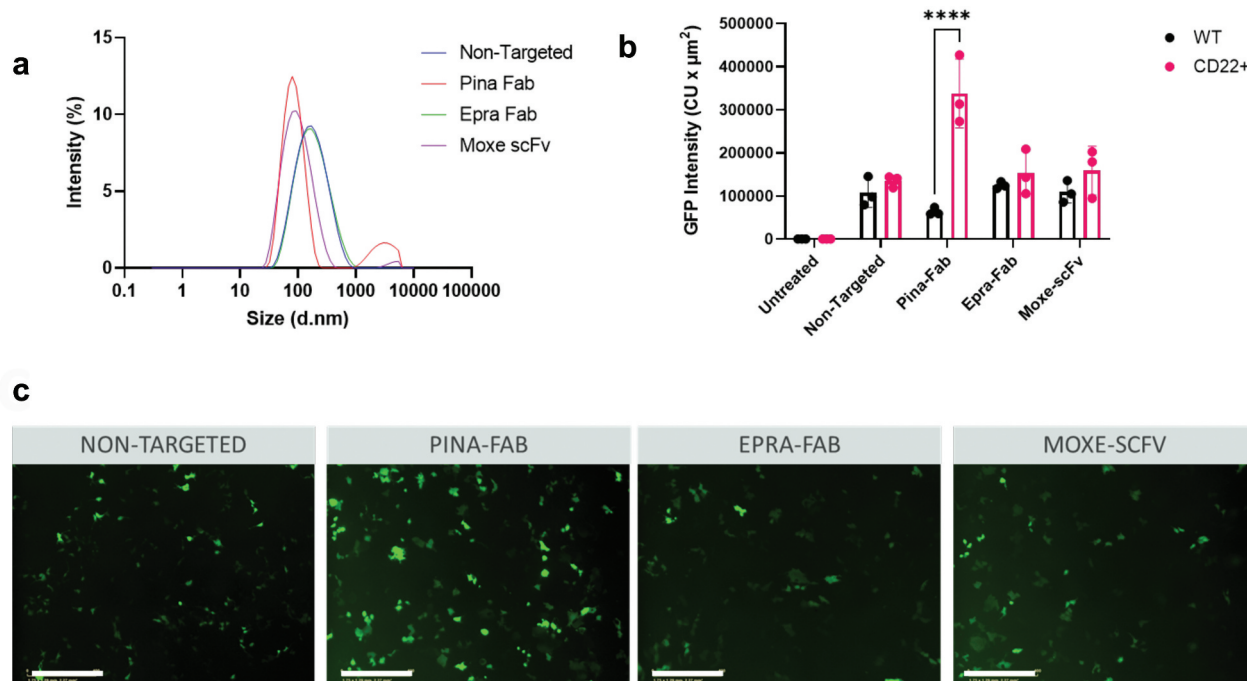 a
15
10
5
0
Intensity (%)
0.1 1 10 100 1000 10000 100000
Size (d.nm)
Non-Targeted
Pina Fab
Epra Fab
Moxe scFv
b
500000
400000
300000
200000
100000
0
GFP Intensity (CU x µm²)
****
WT
CD22+
Untreated
Non-Targeted
Pina-Fab
Epra-Fab
Moxe-scFv
c
NON-TARGETED PINA-FAB EPRA-FAB MOXE-SCFV